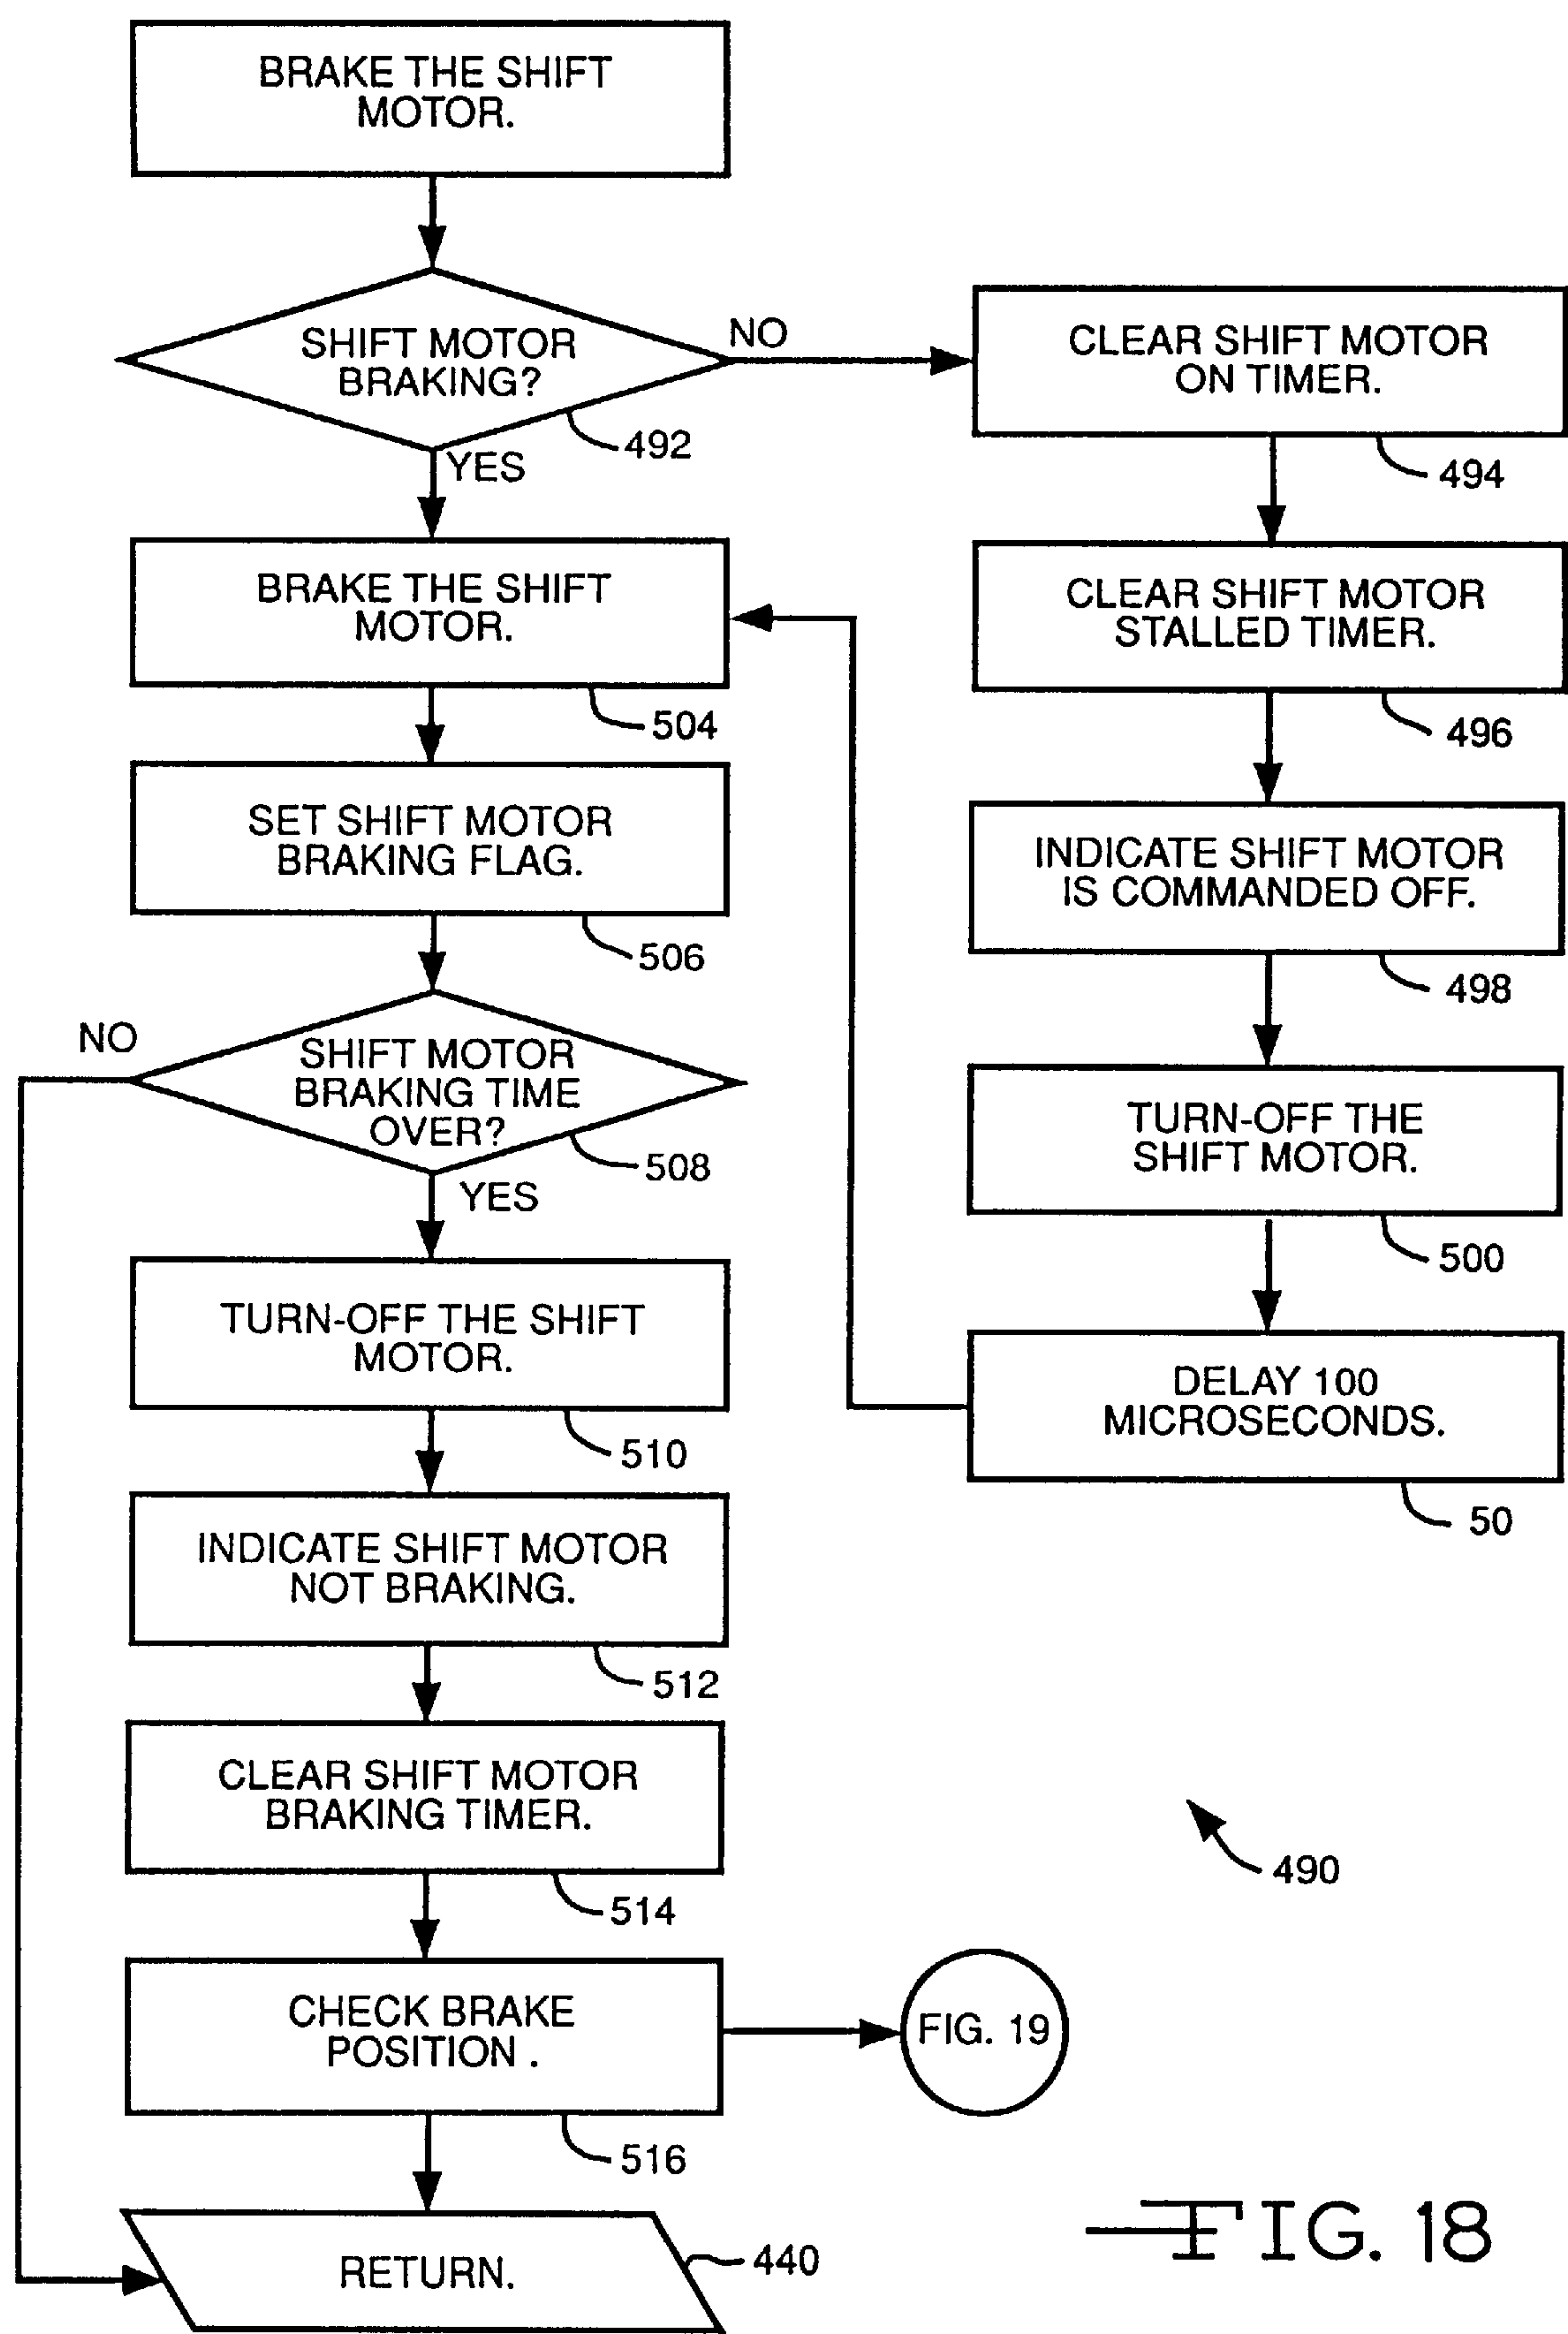 BRAKE THE SHIFT
MOTOR.
SHIFT MOTOR
BRAKING?
492
NO
YES
CLEAR SHIFT MOTOR
ON TIMER.
494
CLEAR SHIFT MOTOR
STALLED TIMER.
496
INDICATE SHIFT MOTOR
IS COMMANDED OFF.
498
TURN-OFF THE
SHIFT MOTOR.
500
DELAY 100
MICROSECONDS.
50
BRAKE THE SHIFT
MOTOR.
504
SET SHIFT MOTOR
BRAKING FLAG.
506
NO
SHIFT MOTOR
BRAKING TIME
OVER?
508
YES
TURN-OFF THE SHIFT
MOTOR.
510
INDICATE SHIFT MOTOR
NOT BRAKING.
512
CLEAR SHIFT MOTOR
BRAKING TIMER.
514
490
CHECK BRAKE
POSITION .
516
FIG. 19
RETURN.
440
FIG. 18